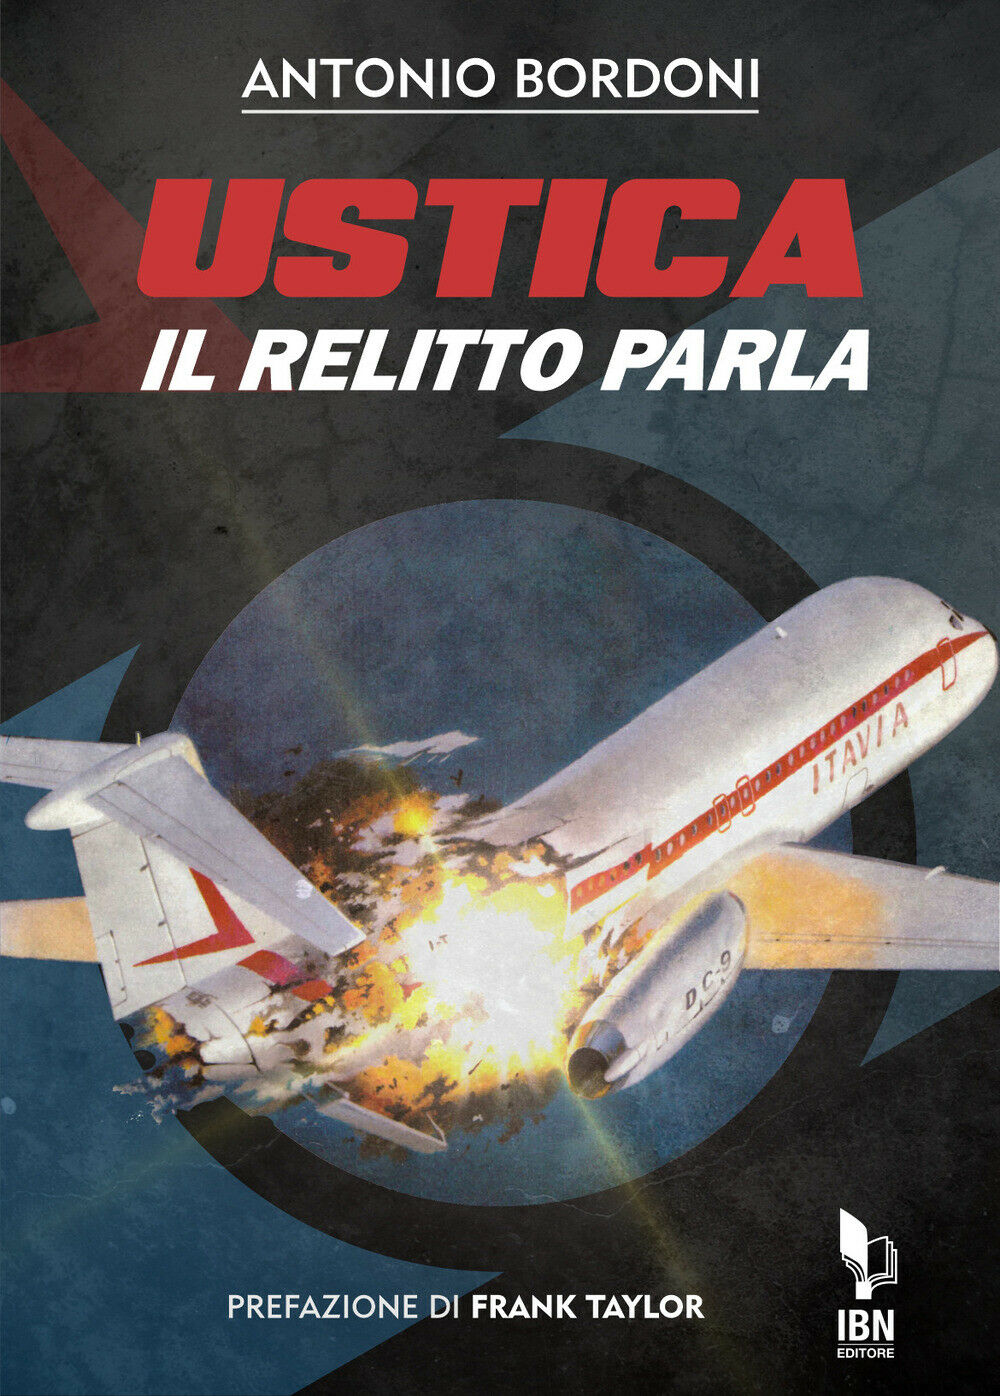 ANTONIO BORDONI
USTICA
IL RELITTO PARLA
ITAVIA
I-T
DC-9
PREFAZIONE DI FRANK TAYLOR
IBN
EDITORE